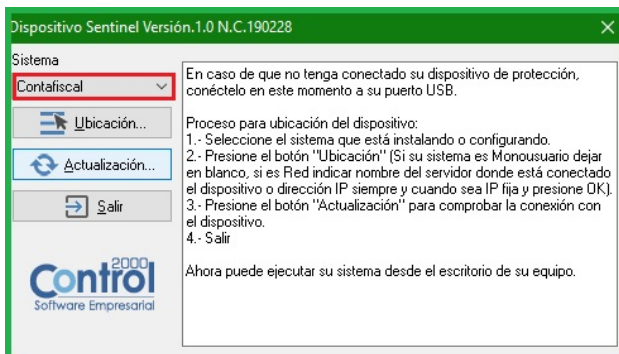 Dispositivo Sentinel Versión.1.0 N.C.190228
Sistema
Contafiscal
Ubicación...
Actualización...
Salir
2000
Control
Software Empresarial
En caso de que no tenga conectado su dispositivo de protección,
conéctelo en este momento a su puerto USB.
Proceso para ubicación del dispositivo:
1.- Seleccione el sistema que está instalando o configurando.
2.- Presione el botón "Ubicación" (Si su sistema es Monousuario dejar
en blanco, si es Red indicar nombre del servidor donde está conectado
el dispositivo o dirección IP siempre y cuando sea IP fija y presione OK).
3.- Presione el botón "Actualización" para comprobar la conexión con
el dispositivo.
4.- Salir
Ahora puede ejecutar su sistema desde el escritorio de su equipo.